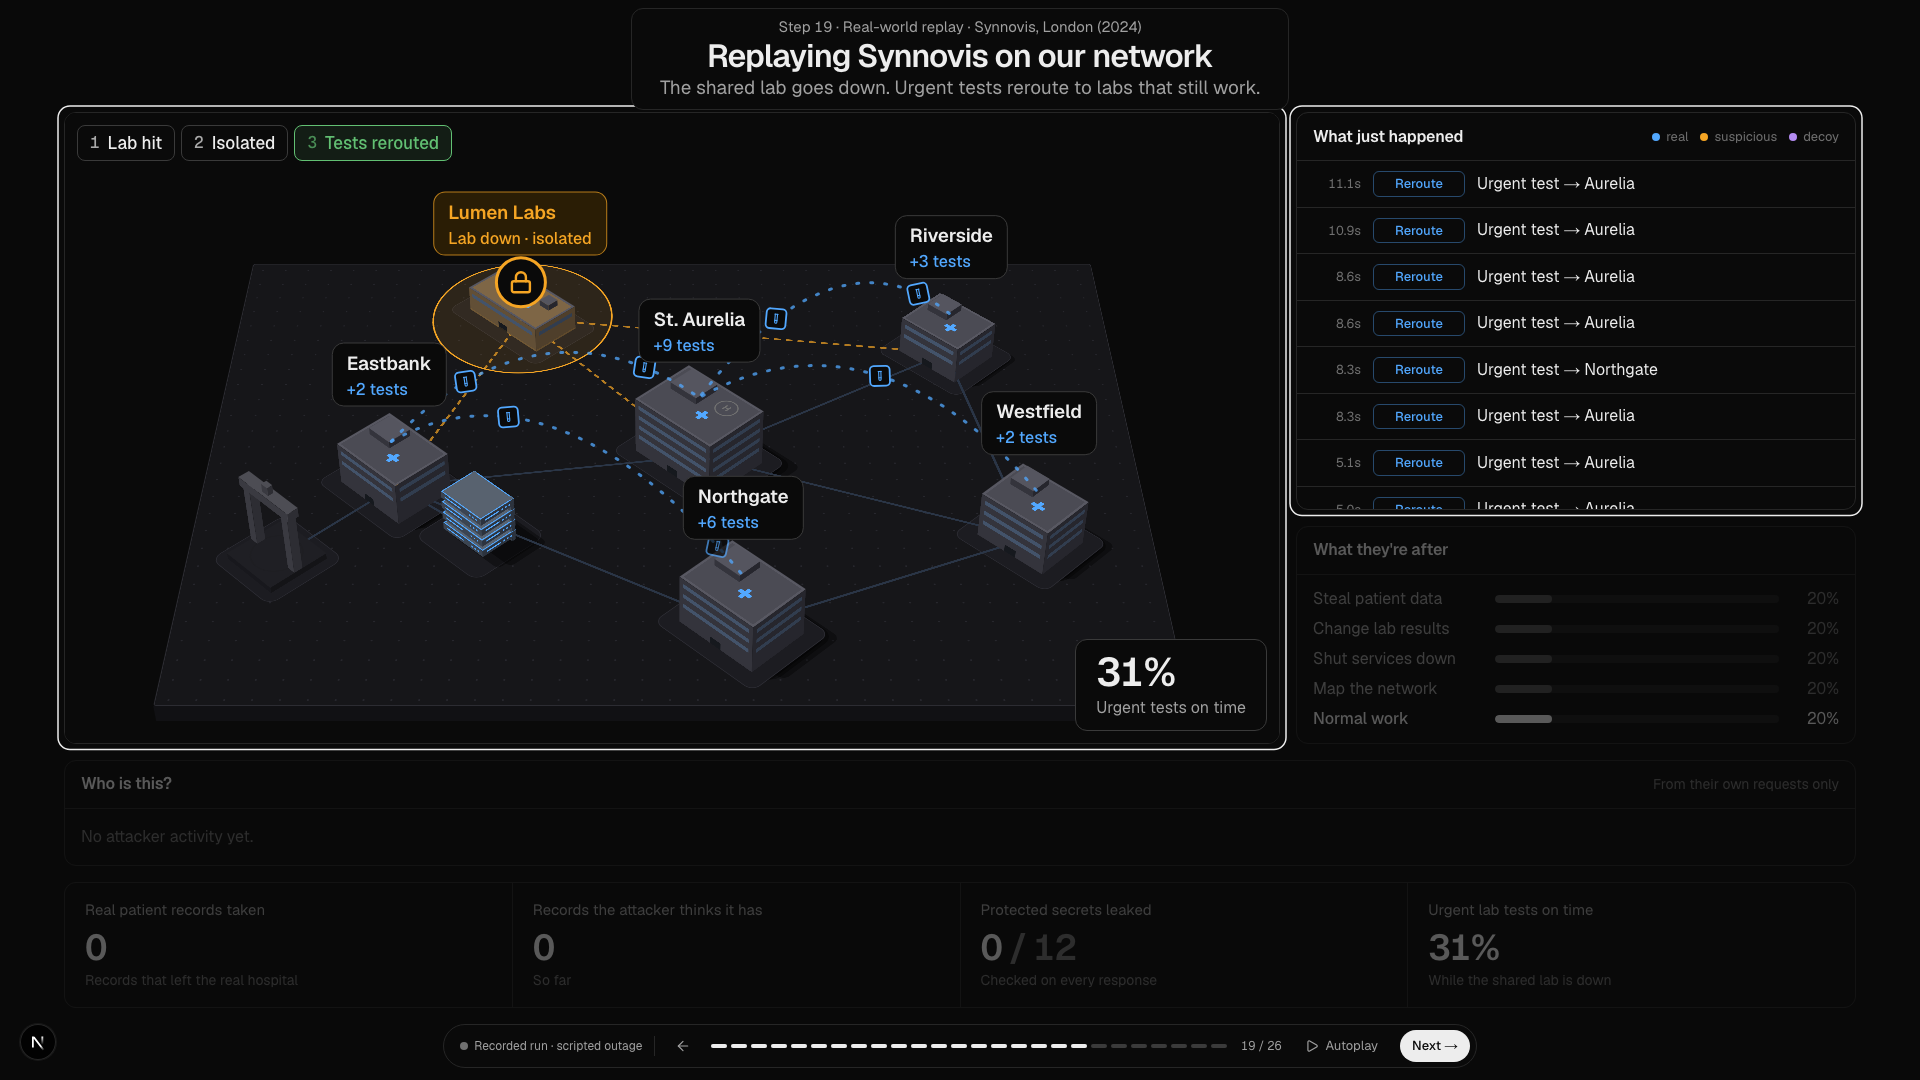 Step 19 · Real-world replay · Synnovis, London (2024)
Replaying Synnovis on our network
The shared lab goes down. Urgent tests reroute to labs that still work.
1 Lab hit
2 Isolated
3 Tests rerouted
Lumen Labs
Lab down · isolated
Riverside
+3 tests
St. Aurelia
+9 tests
Eastbank
+2 tests
Westfield
+2 tests
Northgate
+6 tests
H
31%
Urgent tests on time
What just happened
real
suspicious
decoy
11.1s Reroute Urgent test → Aurelia
10.9s Reroute Urgent test → Aurelia
8.6s Reroute Urgent test → Aurelia
8.6s Reroute Urgent test → Aurelia
8.3s Reroute Urgent test → Northgate
8.3s Reroute Urgent test → Aurelia
5.1s Reroute Urgent test → Aurelia
5.0s Reroute Urgent test → Aurelia
What they're after
Steal patient data 20%
Change lab results 20%
Shut services down 20%
Map the network 20%
Normal work 20%
Who is this?
From their own requests only
No attacker activity yet.
Real patient records taken
0
Records that left the real hospital
Records the attacker thinks it has
0
So far
Protected secrets leaked
0 / 12
Checked on every response
Urgent lab tests on time
31%
While the shared lab is down
N
Recorded run · scripted outage
←
19 / 26
Autoplay
Next →